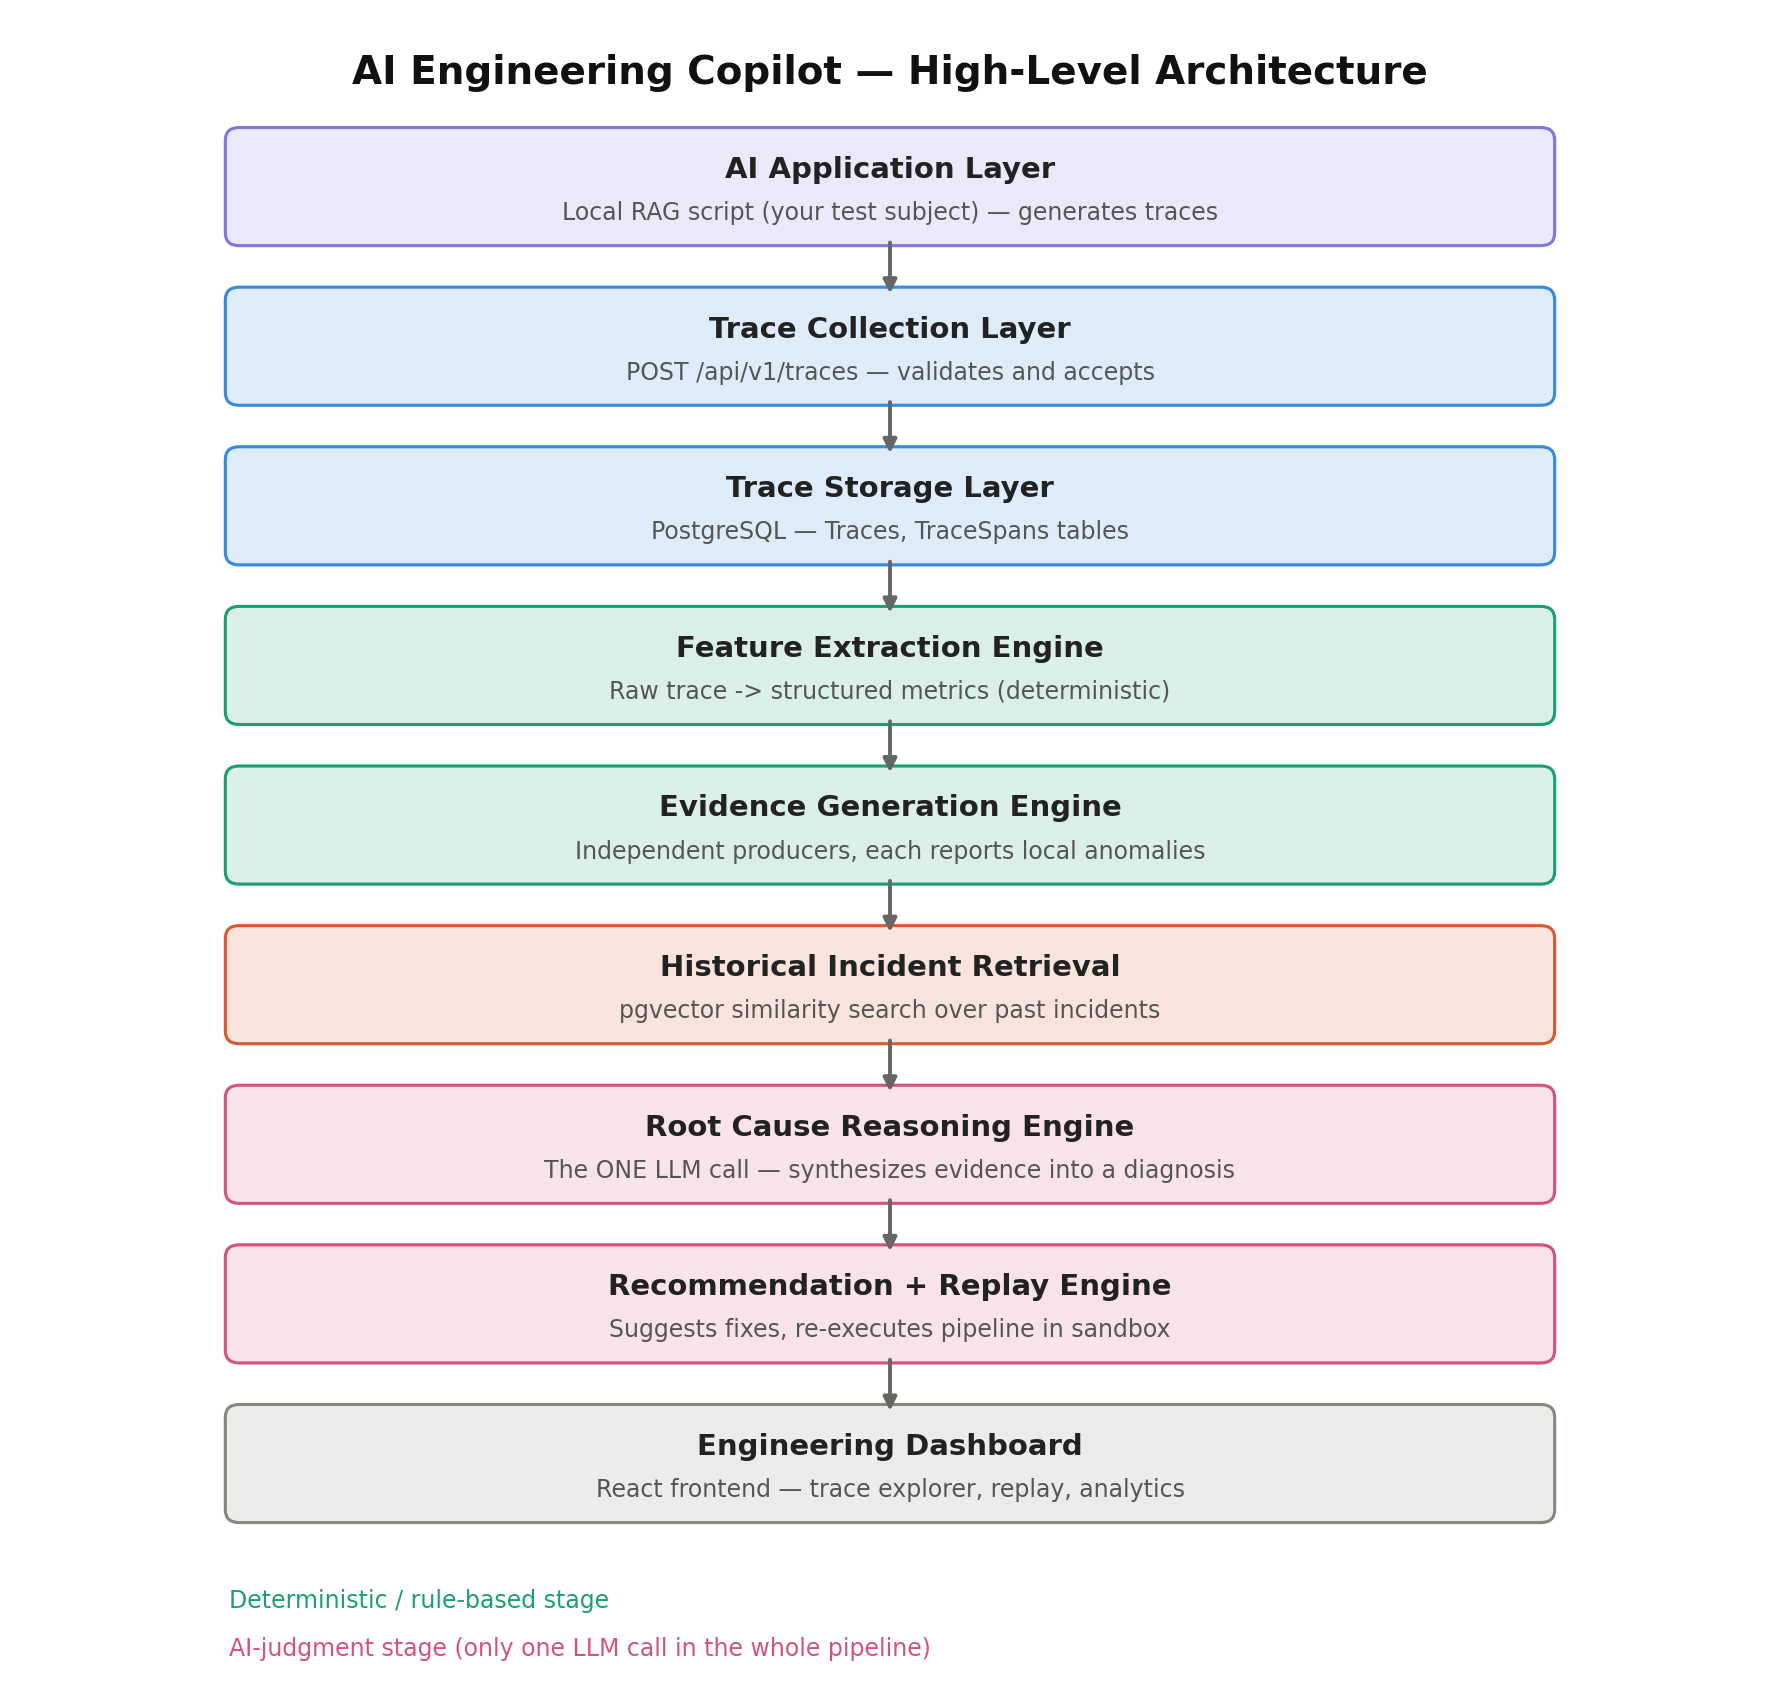 AI Engineering Copilot — High-Level Architecture
AI Application Layer
Local RAG script (your test subject) — generates traces
Trace Collection Layer
POST /api/v1/traces — validates and accepts
Trace Storage Layer
PostgreSQL — Traces, TraceSpans tables
Feature Extraction Engine
Raw trace -> structured metrics (deterministic)
Evidence Generation Engine
Independent producers, each reports local anomalies
Historical Incident Retrieval
pgvector similarity search over past incidents
Root Cause Reasoning Engine
The ONE LLM call — synthesizes evidence into a diagnosis
Recommendation + Replay Engine
Suggests fixes, re-executes pipeline in sandbox
Engineering Dashboard
React frontend — trace explorer, replay, analytics
Deterministic / rule-based stage
AI-judgment stage (only one LLM call in the whole pipeline)